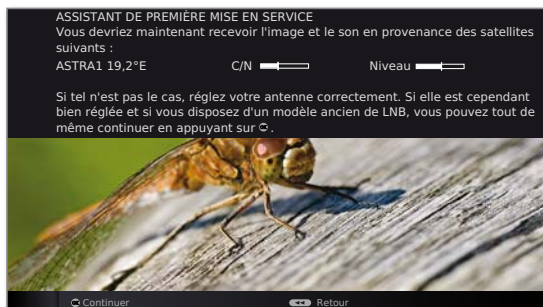 ASSISTANT DE PREMIÈRE MISE EN SERVICE
Vous devriez maintenant recevoir l'image et le son en provenance des satellites
suivants :
ASTRA1 19,2°E C/N Niveau
Si tel n'est pas le cas, réglez votre antenne correctement. Si elle est cependant
bien réglée et si vous disposez d'un modèle ancien de LNB, vous pouvez tout de
même continuer en appuyant sur .
Continuer Retour